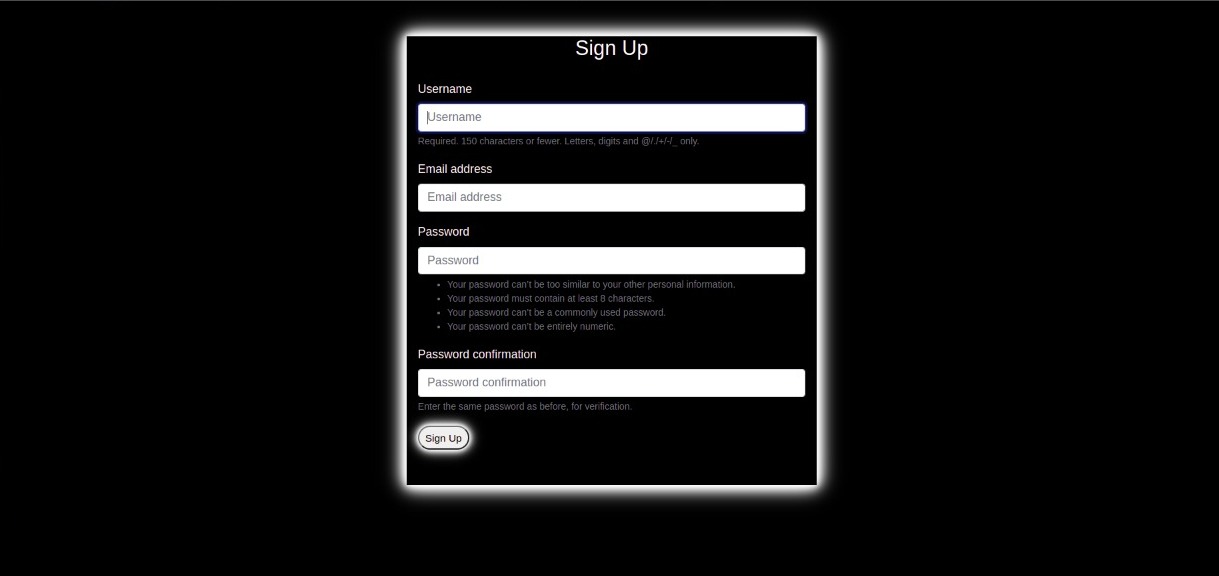 Sign Up
Username
Username
Required. 150 characters or fewer. Letters, digits and @/./+/-/_ only.
Email address
Email address
Password
Password
Your password can't be too similar to your other personal information.
Your password must contain at least 8 characters.
Your password can't be a commonly used password.
Your password can't be entirely numeric.
Password confirmation
Password confirmation
Enter the same password as before, for verification.
Sign Up